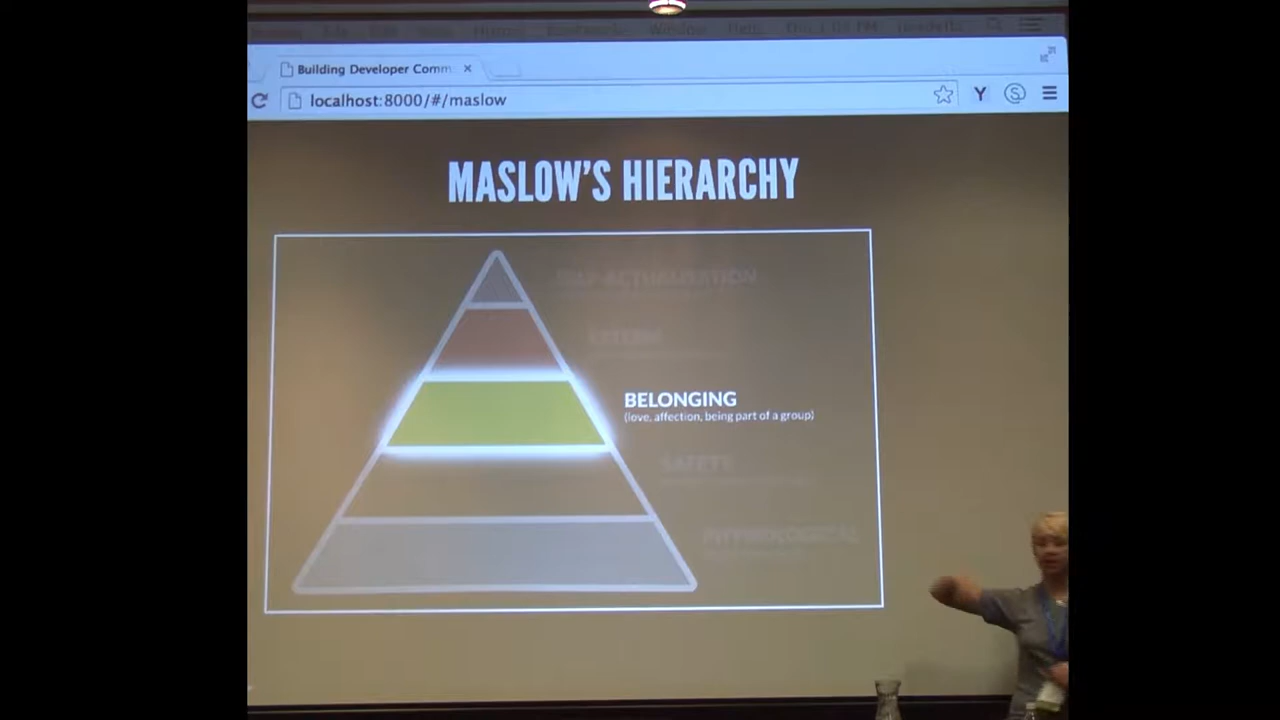 Building Developer Comm
localhost:8000/#/maslow
MASLOW'S HIERARCHY
SELF-ACTUALIZATION
ESTEEM
BELONGING
(love, affection, being part of a group)
SAFETY
PHYSIOLOGICAL